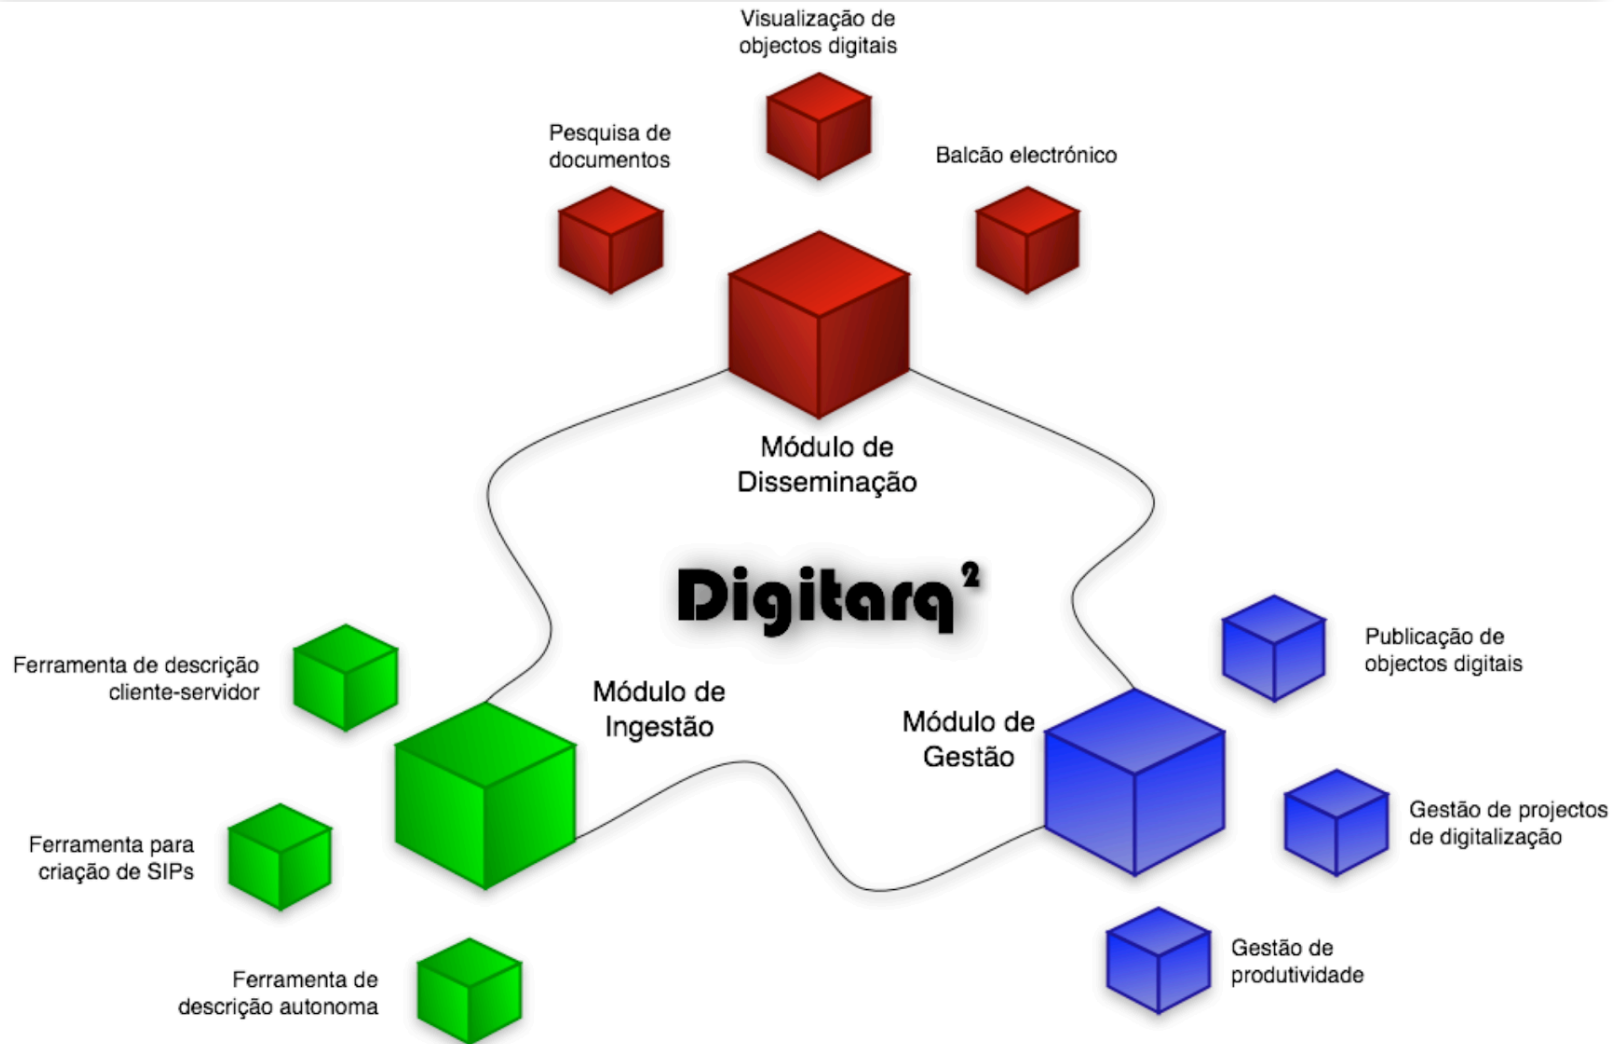 Visualização de
objectos digitais
Pesquisa de
documentos
Balcão electrónico
Módulo de
Disseminação
Digitarq²
Ferramenta de descrição
cliente-servidor
Módulo de
Ingestão
Módulo de
Gestão
Publicação de
objectos digitais
Ferramenta para
criação de SIPs
Gestão de projectos
de digitalização
Ferramenta de
descrição autonoma
Gestão de
produtividade